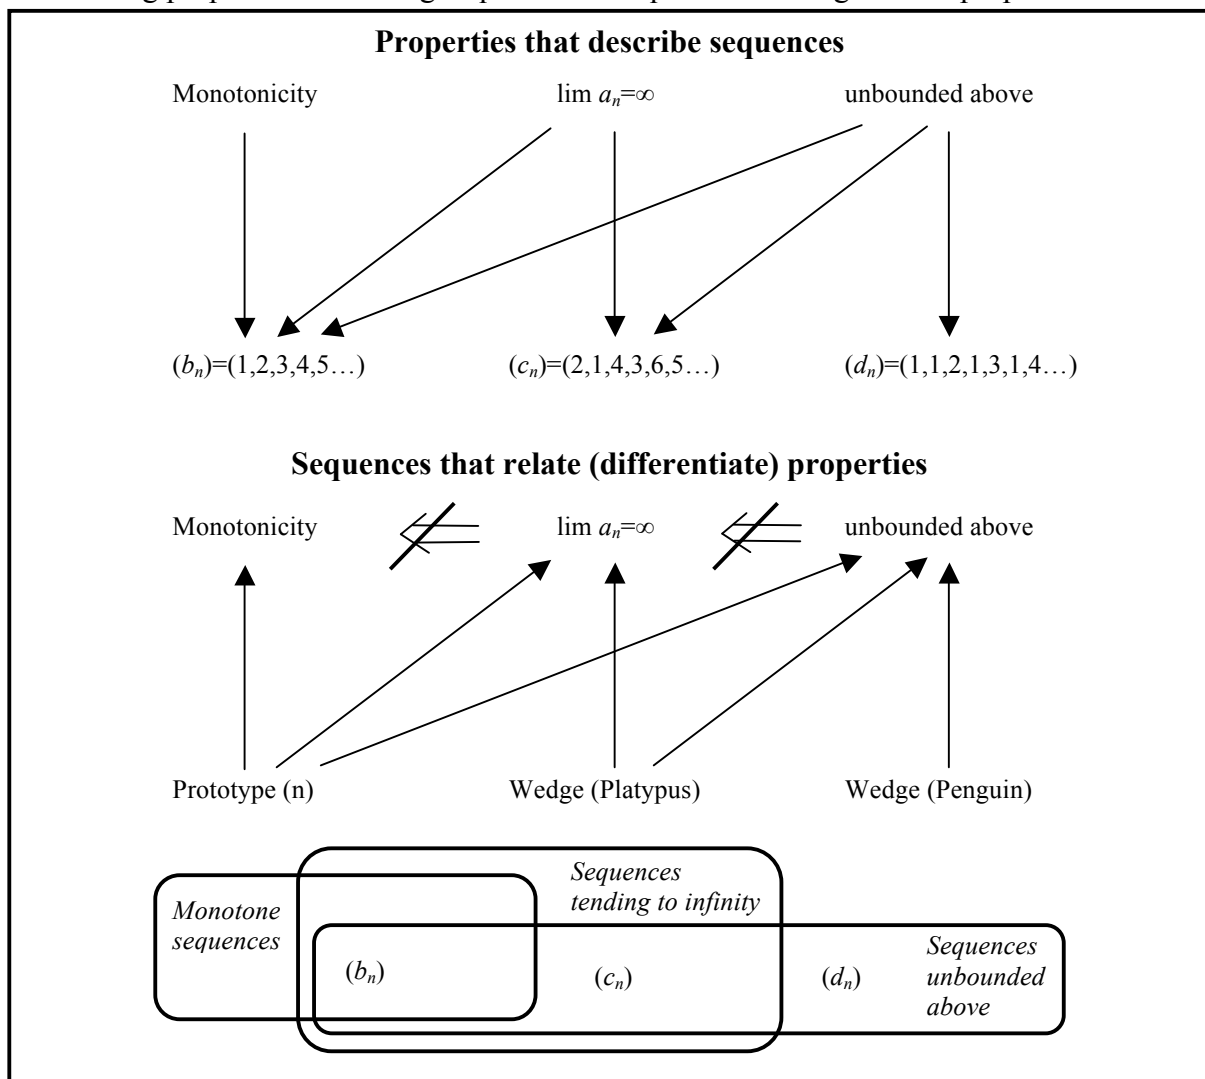 Properties that describe sequences
Monotonicity lim aₙ=∞ unbounded above
(bₙ)=(1,2,3,4,5…) (cₙ)=(2,1,4,3,6,5…) (dₙ)=(1,1,2,1,3,1,4…)
Sequences that relate (differentiate) properties
Monotonicity lim aₙ=∞ unbounded above
Prototype (n) Wedge (Platypus) Wedge (Penguin)
Sequences
tending to infinity
Monotone
sequences
(bₙ) (cₙ) (dₙ)
Sequences
unbounded
above